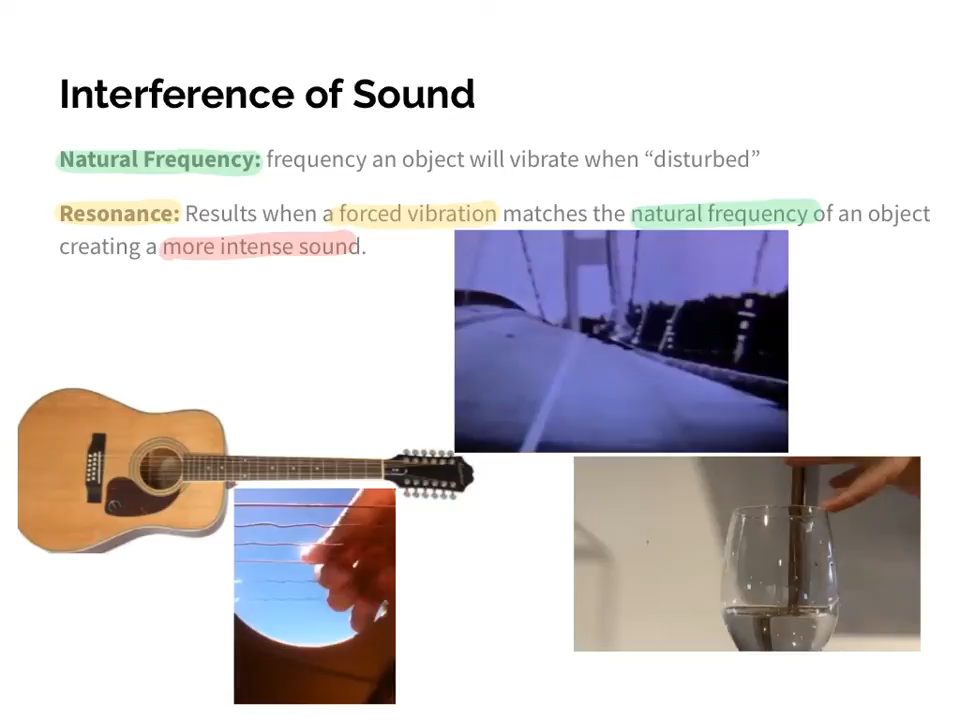 Interference of Sound
Natural Frequency: frequency an object will vibrate when “disturbed”
Resonance: Results when a forced vibration matches the natural frequency of an object
creating a more intense sound.